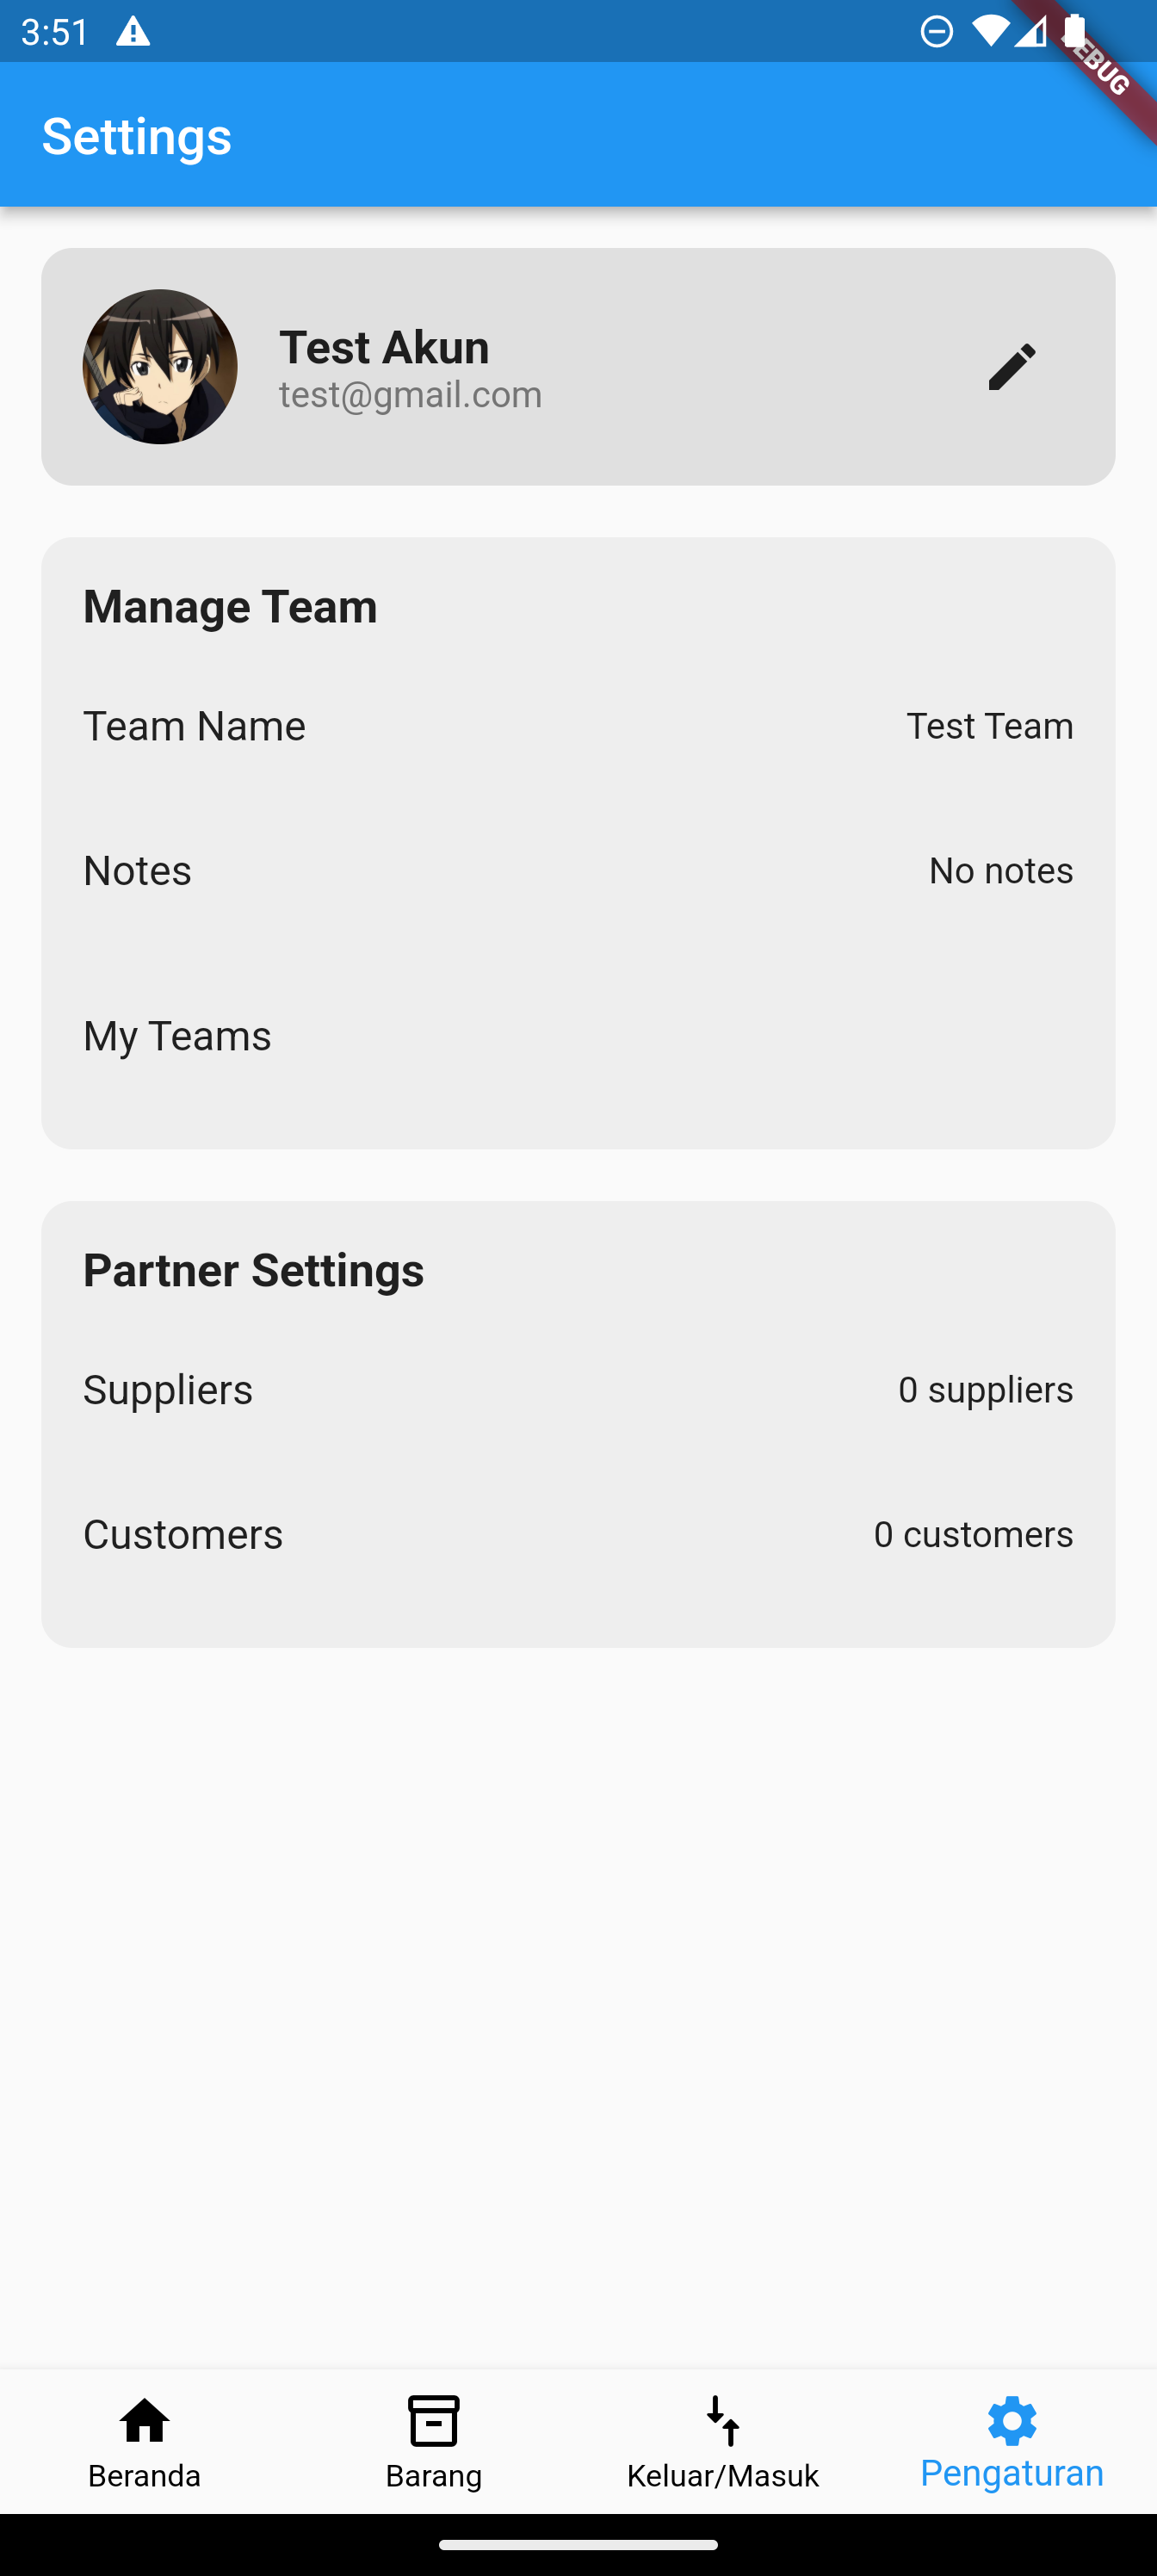 3:51
DEBUG
Settings
Test Akun
test@gmail.com
Manage Team
Team Name
Test Team
Notes
No notes
My Teams
Partner Settings
Suppliers
0 suppliers
Customers
0 customers
Beranda
Barang
Keluar/Masuk
Pengaturan